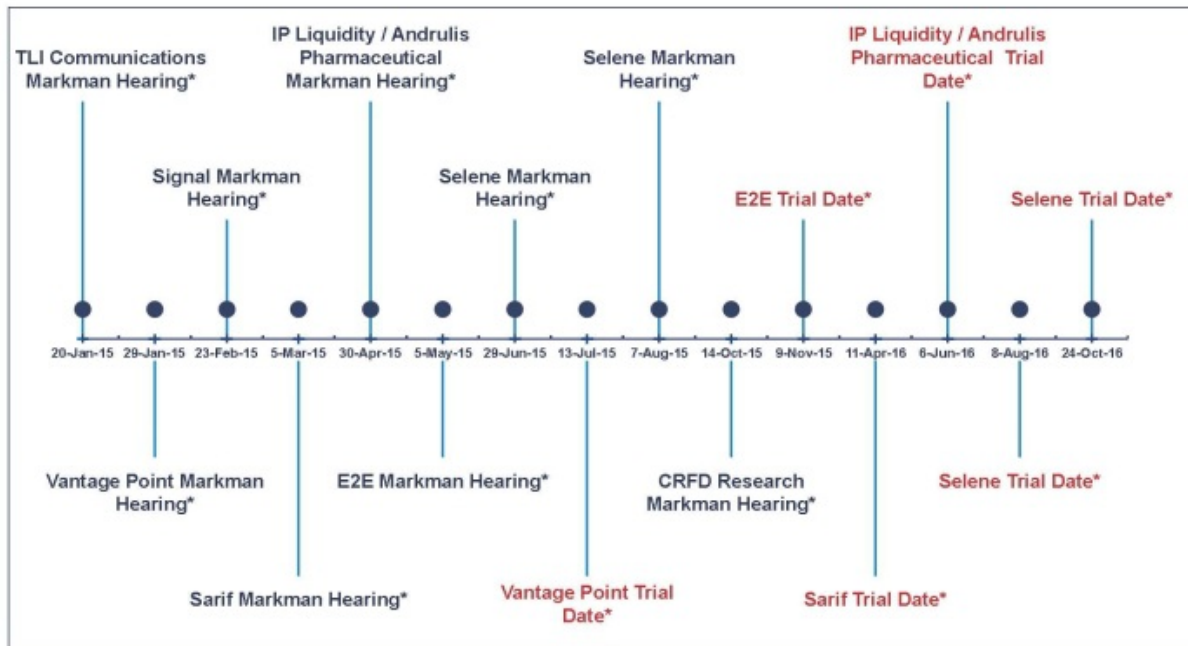 TLI Communications
Markman Hearing*
IP Liquidity / Andrulis
Pharmaceutical
Markman Hearing*
Selene Markman
Hearing*
IP Liquidity / Andrulis
Pharmaceutical Trial
Date*
Signal Markman
Hearing*
Selene Markman
Hearing*
E2E Trial Date*
Selene Trial Date*
20-Jan-15 29-Jan-15 23-Feb-15 5-Mar-15 30-Apr-15 5-May-15 29-Jun-15 13-Jul-15 7-Aug-15 14-Oct-15 9-Nov-15 11-Apr-16 6-Jun-16 8-Aug-16 24-Oct-16
Vantage Point Markman
Hearing*
E2E Markman Hearing*
CRFD Research
Markman Hearing*
Selene Trial Date*
Sarif Markman Hearing*
Vantage Point Trial
Date*
Sarif Trial Date*